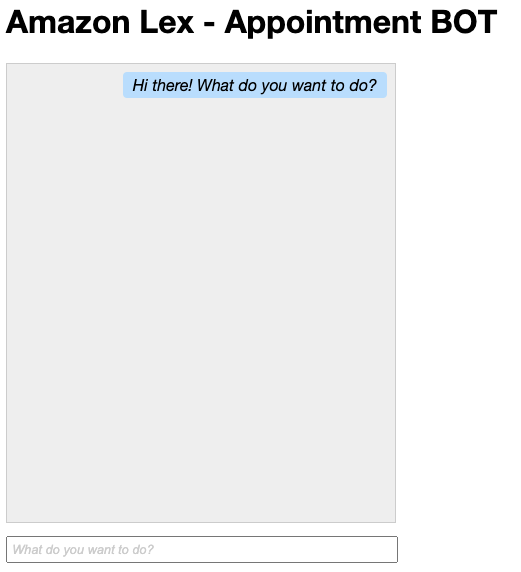 Amazon Lex - Appointment BOT
Hi there! What do you want to do?
What do you want to do?